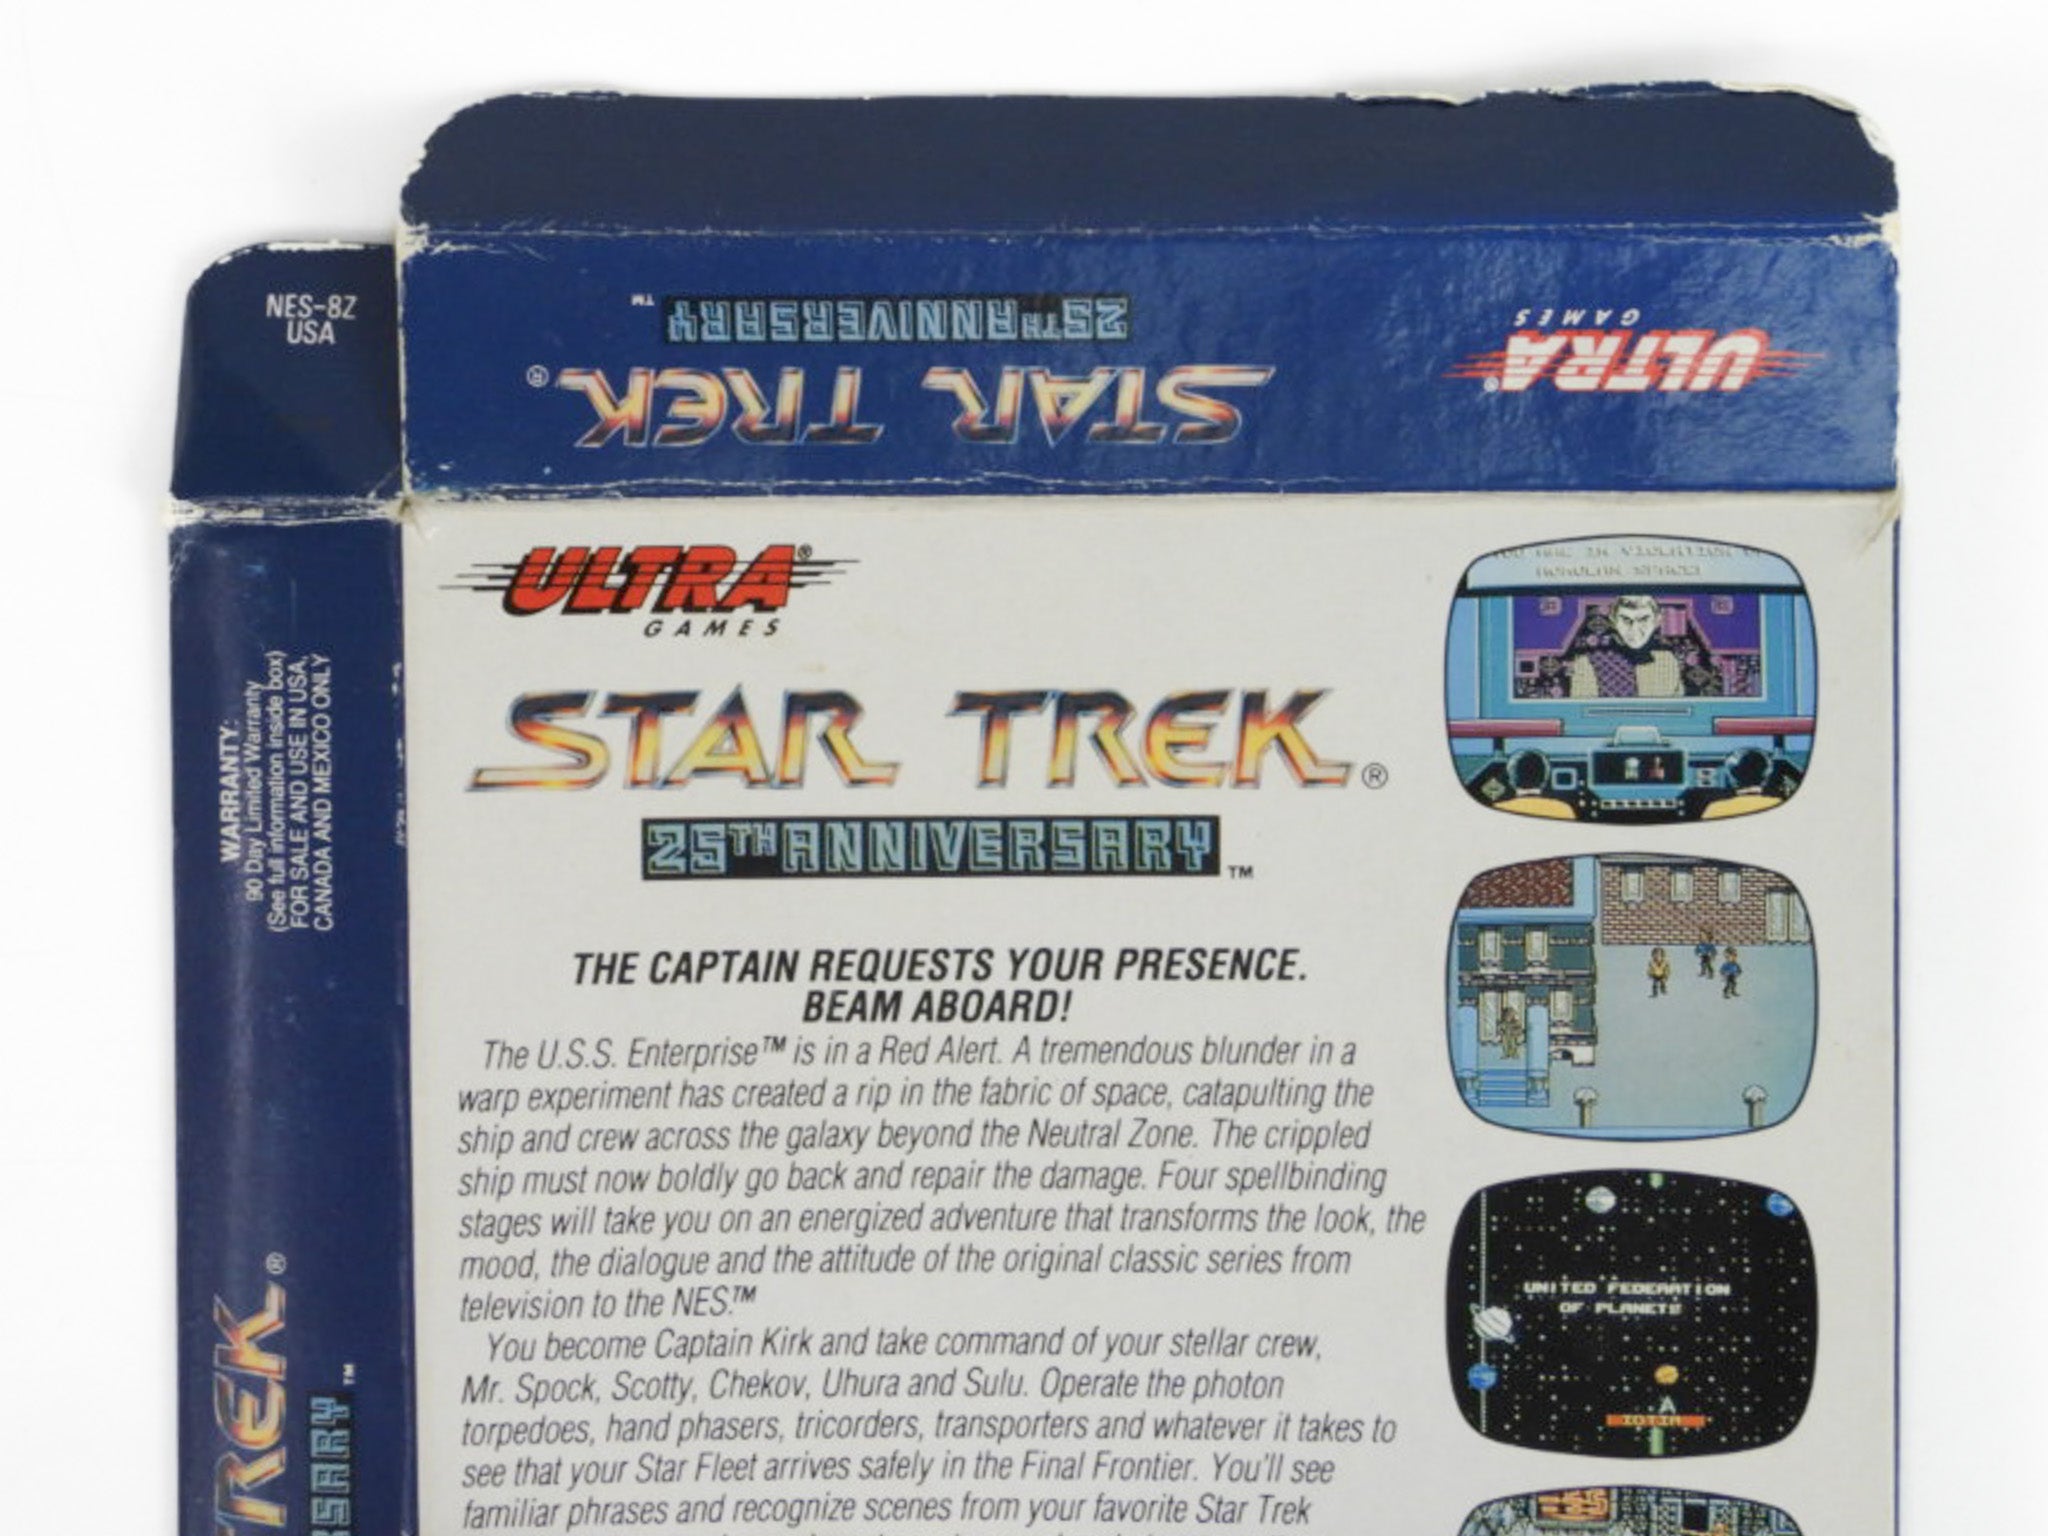 NES-8Z
USA
25TH ANNIVERSARY™
STAR TREK®
ULTRA®
GAMES
WARRANTY:
90 Day Limited Warranty
(See full information inside box)
FOR SALE AND USE IN USA,
CANADA AND MEXICO ONLY
TREK®
™
ULTRA®
GAMES
STAR TREK®
25TH ANNIVERSARY™
THE CAPTAIN REQUESTS YOUR PRESENCE.
BEAM ABOARD!
The U.S.S. Enterprise™ is in a Red Alert. A tremendous blunder in a
warp experiment has created a rip in the fabric of space, catapulting the
ship and crew across the galaxy beyond the Neutral Zone. The crippled
ship must now boldly go back and repair the damage. Four spellbinding
stages will take you on an energized adventure that transforms the look, the
mood, the dialogue and the attitude of the original classic series from
television to the NES.™
You become Captain Kirk and take command of your stellar crew,
Mr. Spock, Scotty, Chekov, Uhura and Sulu. Operate the photon
torpedoes, hand phasers, tricorders, transporters and whatever it takes to
see that your Star Fleet arrives safely in the Final Frontier. You'll see
familiar phrases and recognize scenes from your favorite Star Trek
YOU ARE IN VIOLATION
ROMULAN SPACE!
UNITED FEDERATION
OF PLANETS
A